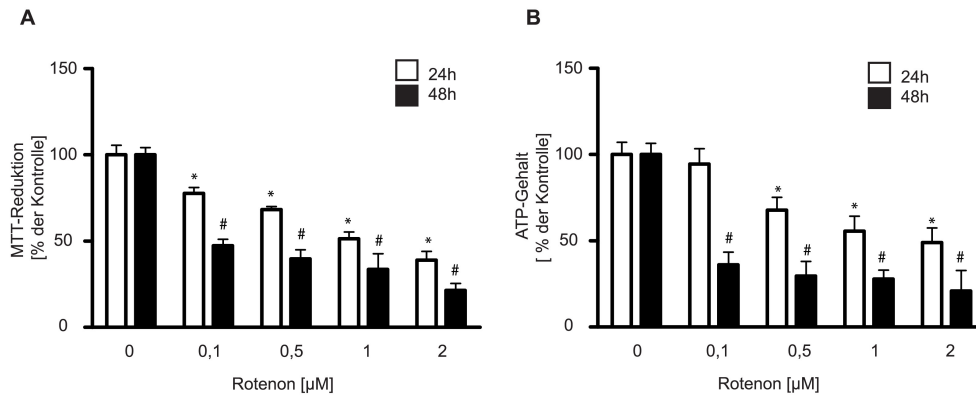 A
150
100
50
0
MTT-Reduktion
[% der Kontrolle]
24h
48h
*
#
*
#
*
#
*
#
0 0,1 0,5 1 2
Rotenon [µM]
B
150
100
50
0
ATP-Gehalt
[ % der Kontrolle]
24h
48h
#
*
#
*
#
*
#
0 0,1 0,5 1 2
Rotenon [µM]